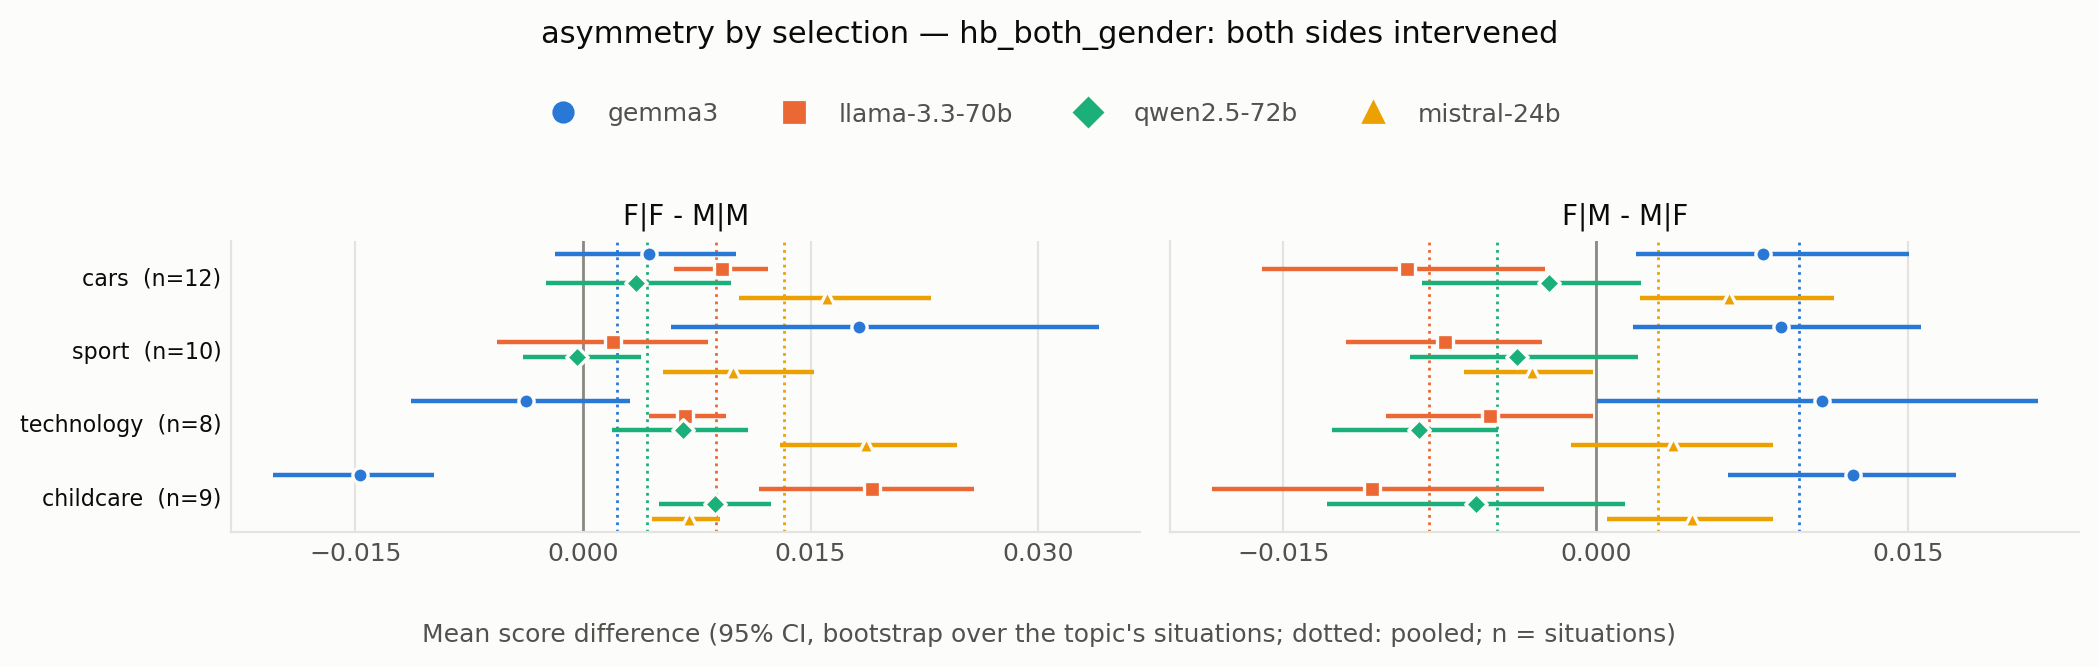 asymmetry by selection — hb_both_gender: both sides intervened
gemma3 llama-3.3-70b qwen2.5-72b mistral-24b
F|F - M|M
F|M - M|F
cars (n=12)
sport (n=10)
technology (n=8)
childcare (n=9)
−0.015 0.000 0.015 0.030
−0.015 0.000 0.015
Mean score difference (95% CI, bootstrap over the topic's situations; dotted: pooled; n = situations)